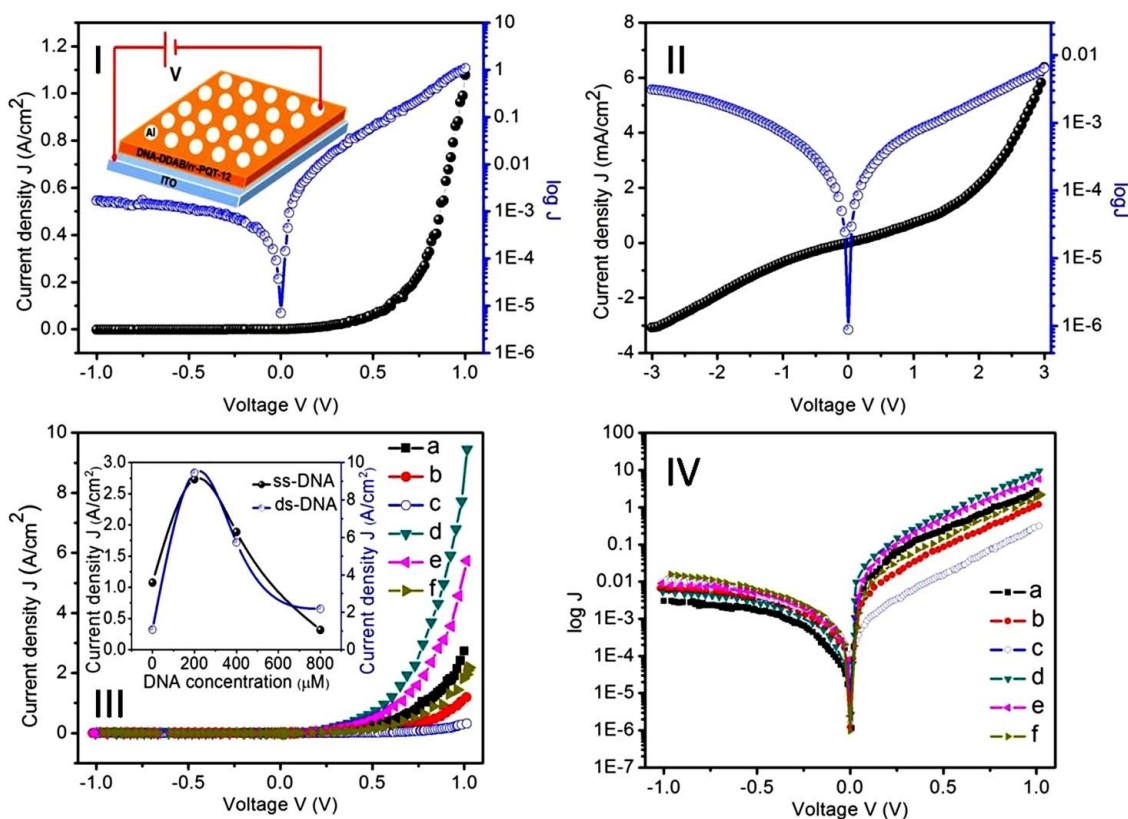 I
V
Al
DNA-DDAB/rr-PQT-12
ITO
Current density J (A/cm²)
1.2
1.0
0.8
0.6
0.4
0.2
0.0
10
1
0.1
0.01
1E-3
1E-4
1E-5
1E-6
log J
-1.0 -0.5 0.0 0.5 1.0
Voltage V (V)
II
Current density J (mA/cm²)
8
6
4
2
0
-2
-4
0.01
1E-3
1E-4
1E-5
1E-6
logJ
-3 -2 -1 0 1 2 3
Voltage V (V)
III
Current density J (A/cm²)
10
8
6
4
2
0
a
b
c
d
e
f
Current density J (A/cm²)
3.0
2.5
2.0
1.5
1.0
0.5
0.0
ss-DNA
ds-DNA
10
8
6
4
2
0
Current density J (A/cm²)
0 200 400 600 800
DNA concentration (μM)
-1.0 -0.5 0.0 0.5 1.0
Voltage V (V)
IV
log J
100
10
1
0.1
0.01
1E-3
1E-4
1E-5
1E-6
1E-7
a
b
c
d
e
f
-1.0 -0.5 0.0 0.5 1.0
Voltage V (V)